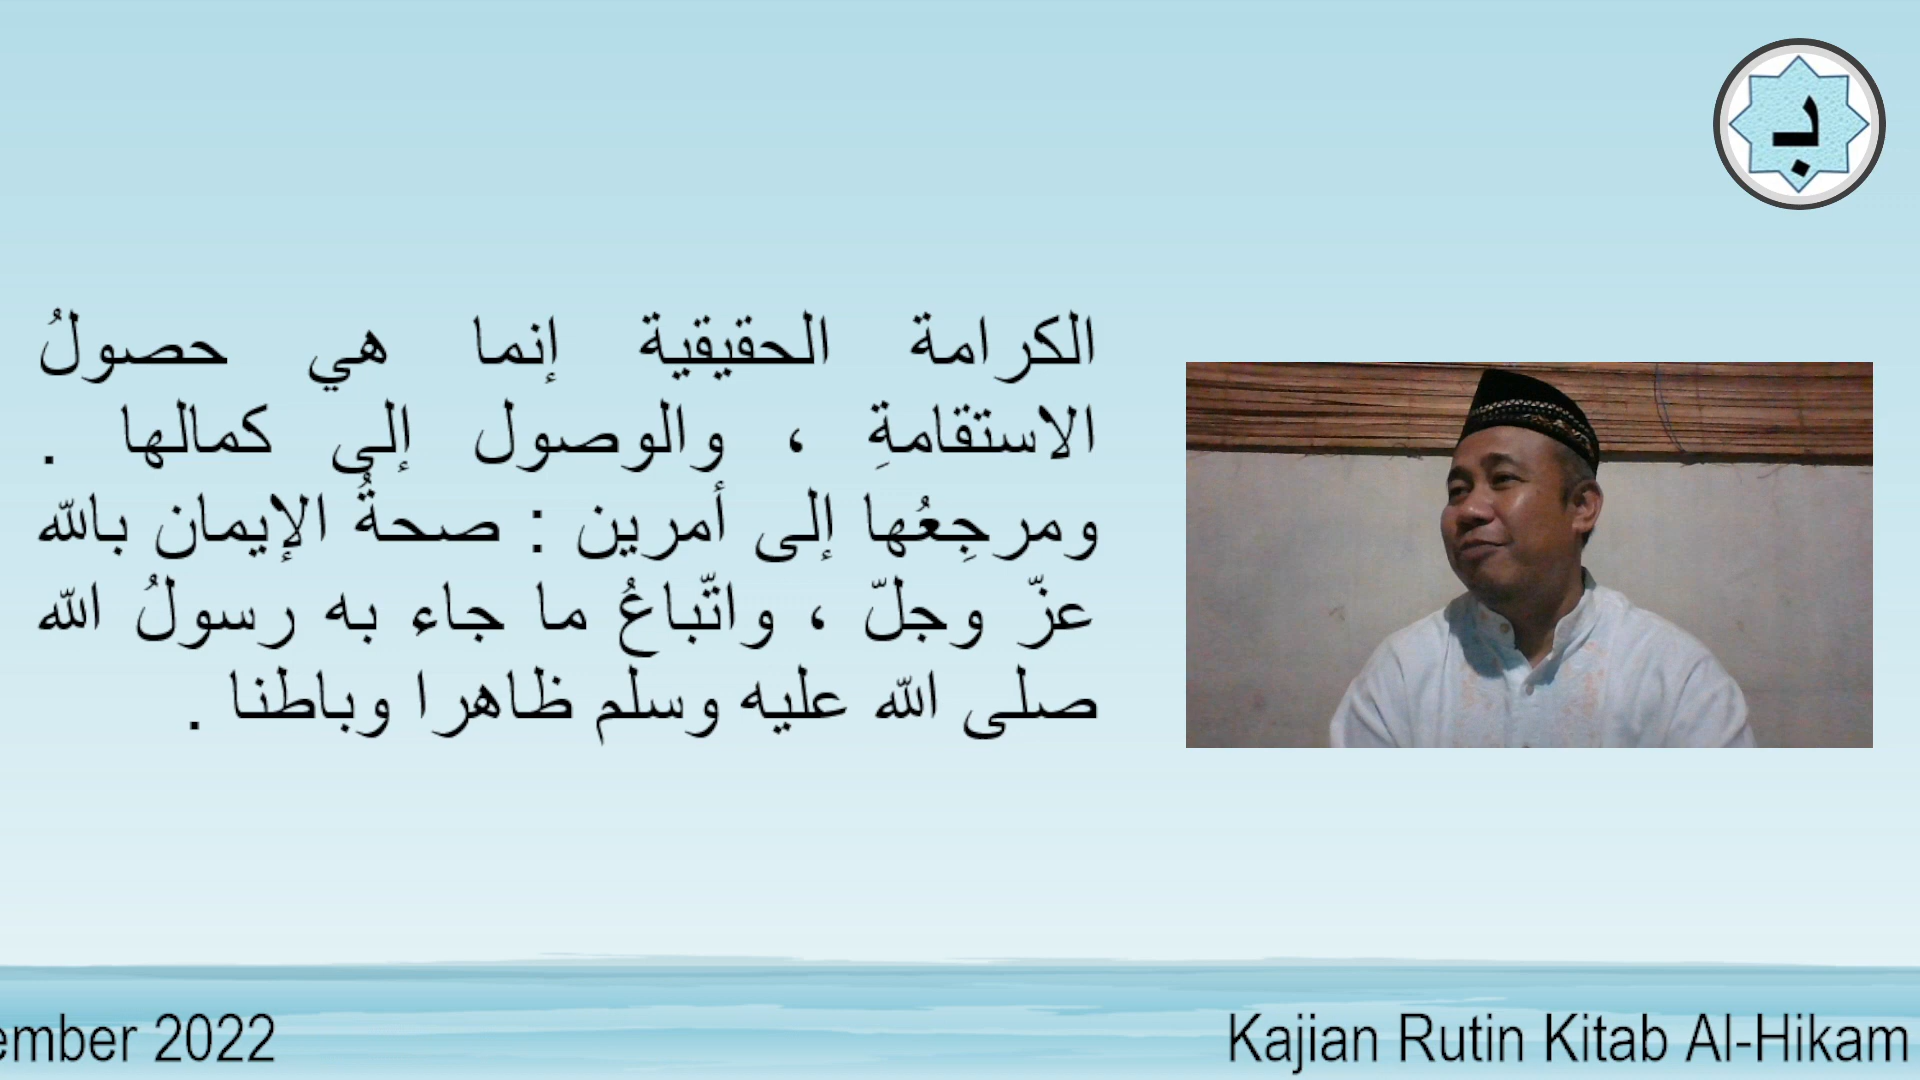 ب
الكرامة الحقيقية إنما هي حصولُ
الاستقامةِ ، والوصول إلى كمالها .
ومرجِعُها إلى أمرين : صحةُ الإيمان بالله
عزّ وجلّ ، واتّباعُ ما جاء به رسولُ الله
صلى الله عليه وسلم ظاهرا وباطنا .
ember 2022
Kajian Rutin Kitab Al-Hikam